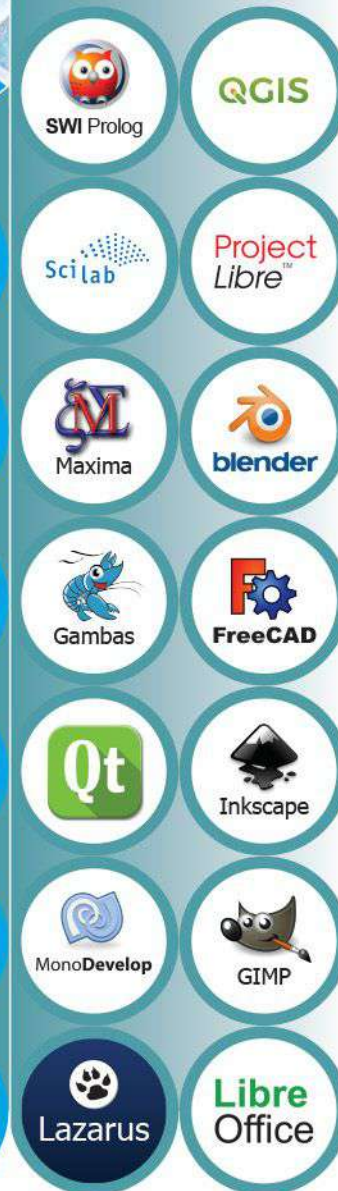 SWI Prolog
QGIS
Scilab
Project
Libre™
Maxima
blender
Gambas
FreeCAD
Qt
Inkscape
MonoDevelop
GIMP
Lazarus
Libre
Office